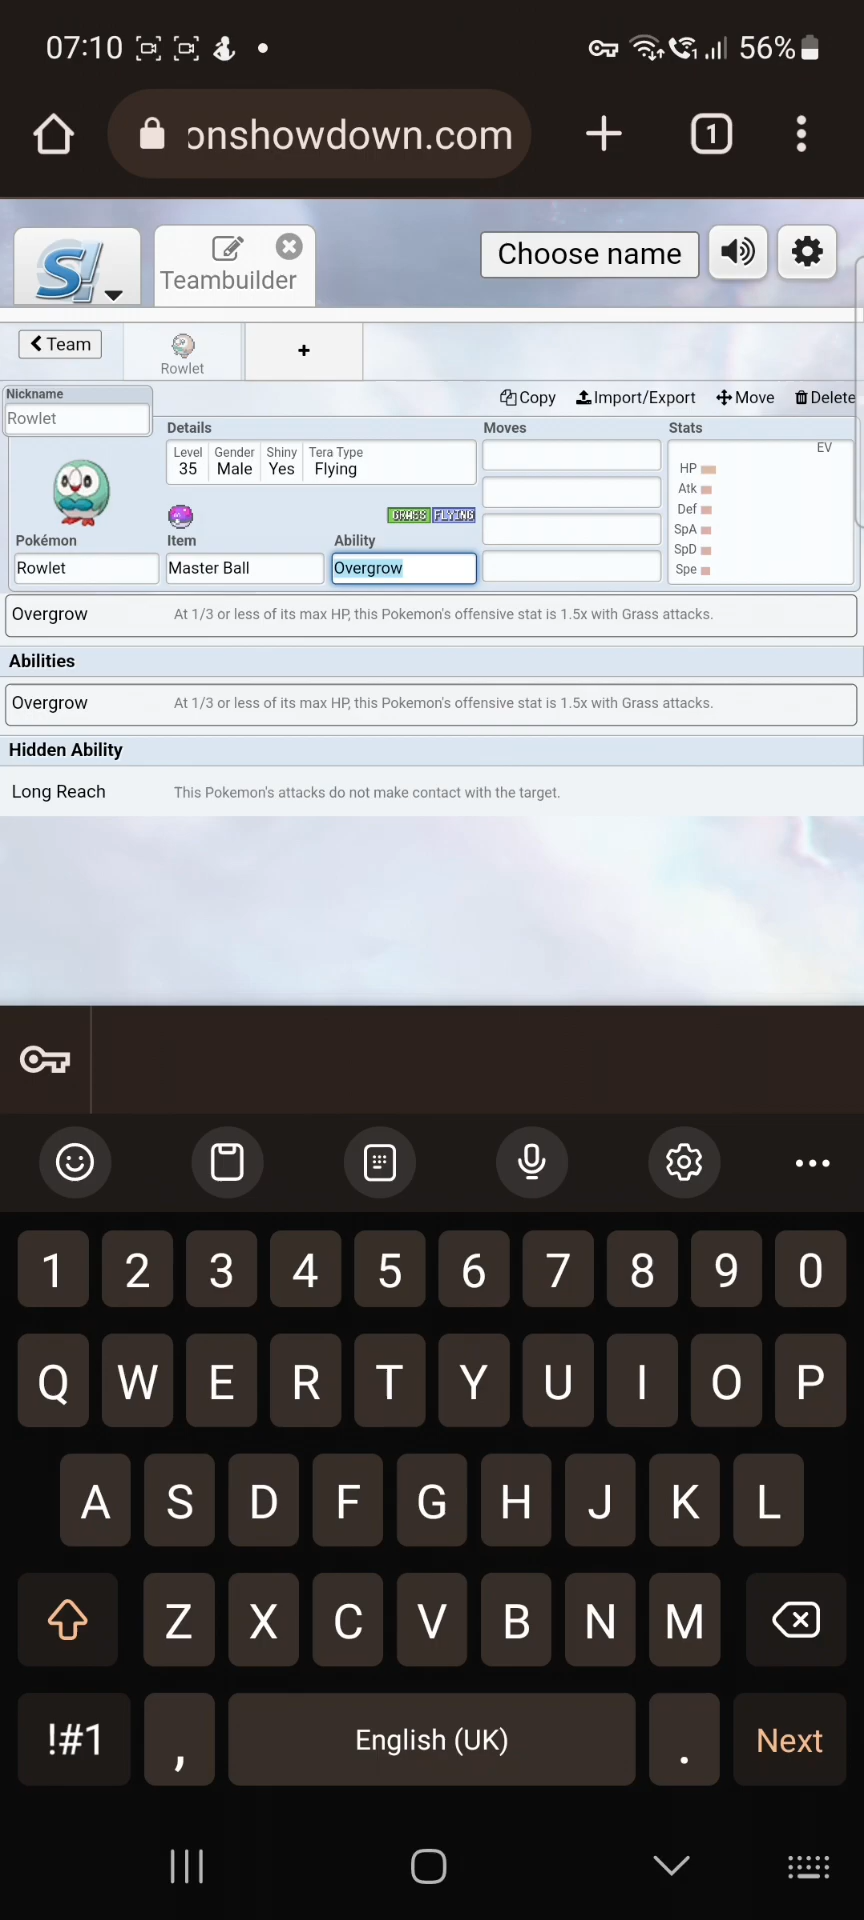 07:10
56%
onshowdown.com
1
S!
Teambuilder
Choose name
Team
Rowlet
+
Nickname
Rowlet
Copy
Import/Export
Move
Delete
Details
Moves
Stats
Level
35
Gender
Male
Shiny
Yes
Tera Type
Flying
EV
HP
Atk
Def
SpA
SpD
Spe
GRASS FLYING
Pokémon
Rowlet
Item
Master Ball
Ability
Overgrow
Overgrow At 1/3 or less of its max HP, this Pokemon's offensive stat is 1.5x with Grass attacks.
Abilities
Overgrow At 1/3 or less of its max HP, this Pokemon's offensive stat is 1.5x with Grass attacks.
Hidden Ability
Long Reach This Pokemon's attacks do not make contact with the target.
1 2 3 4 5 6 7 8 9 0
Q W E R T Y U I O P
A S D F G H J K L
Z X C V B N M
!#1 , English (UK) . Next